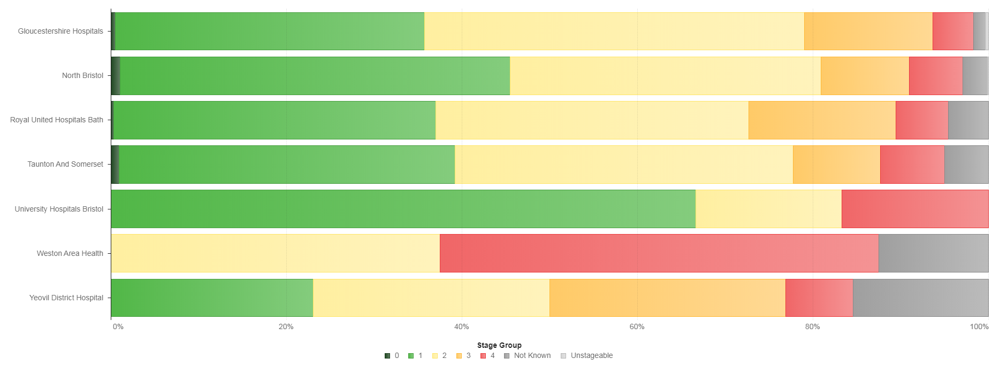 Gloucestershire Hospitals
North Bristol
Royal United Hospitals Bath
Taunton And Somerset
University Hospitals Bristol
Weston Area Health
Yeovil District Hospital
0% 20% 40% 60% 80% 100%
Stage Group
0 1 2 3 4 Not Known Unstageable